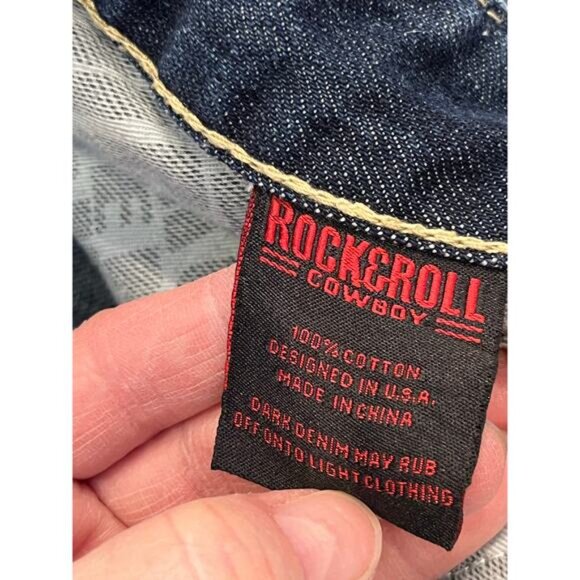 ROCK&ROLL
COWBOY
100% COTTON
DESIGNED IN U.S.A.
MADE IN CHINA
DARK DENIM MAY RUB
OFF ONTO LIGHT CLOTHING